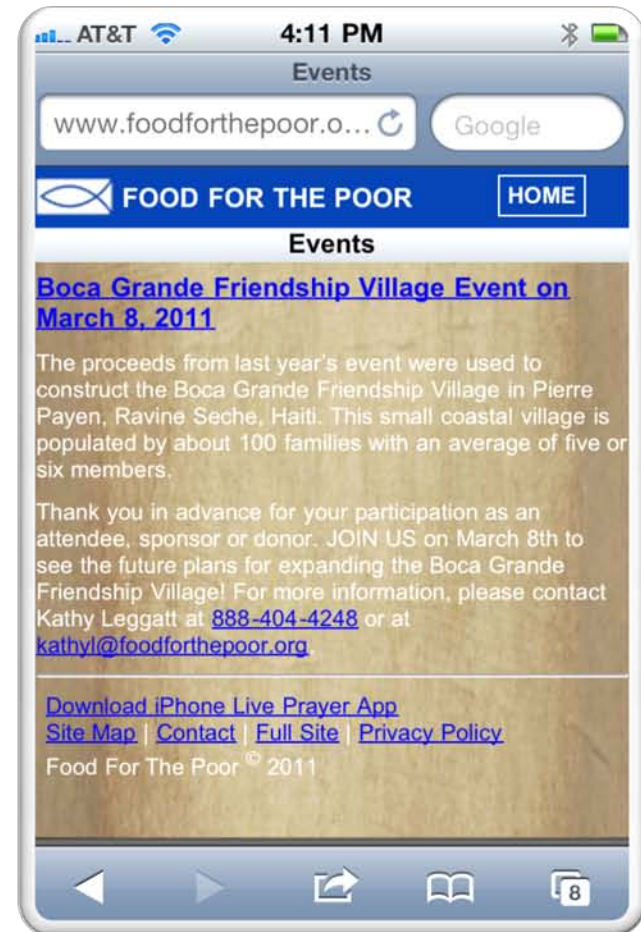 AT&T 4:11 PM
Events
www.foodforthepoor.o... Google
FOOD FOR THE POOR HOME
Events
Boca Grande Friendship Village Event on
March 8, 2011
The proceeds from last year's event were used to
construct the Boca Grande Friendship Village in Pierre
Payen, Ravine Seche, Haiti. This small coastal village is
populated by about 100 families with an average of five or
six members.
Thank you in advance for your participation as an
attendee, sponsor or donor. JOIN US on March 8th to
see the future plans for expanding the Boca Grande
Friendship Village! For more information, please contact
Kathy Leggatt at 888-404-4248 or at
kathyl@foodforthepoor.org.
Download iPhone Live Prayer App
Site Map | Contact | Full Site | Privacy Policy
Food For The Poor © 2011
8